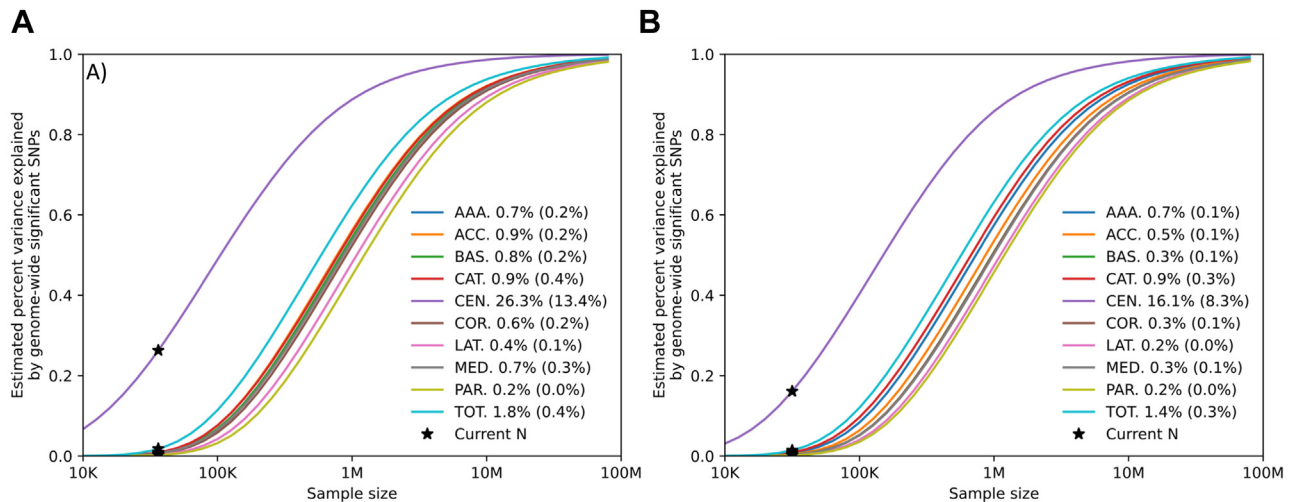 A
A)
Estimated percent variance explained
by genome-wide significant SNPs
1.0
0.8
0.6
0.4
0.2
0.0
10K
100K
1M
10M
100M
Sample size
AAA. 0.7% (0.2%)
ACC. 0.9% (0.2%)
BAS. 0.8% (0.2%)
CAT. 0.9% (0.4%)
CEN. 26.3% (13.4%)
COR. 0.6% (0.2%)
LAT. 0.4% (0.1%)
MED. 0.7% (0.3%)
PAR. 0.2% (0.0%)
TOT. 1.8% (0.4%)
Current N
B
Estimated percent variance explained
by genome-wide significant SNPs
1.0
0.8
0.6
0.4
0.2
0.0
10K
100K
1M
10M
100M
Sample size
AAA. 0.7% (0.1%)
ACC. 0.5% (0.1%)
BAS. 0.3% (0.1%)
CAT. 0.9% (0.3%)
CEN. 16.1% (8.3%)
COR. 0.3% (0.1%)
LAT. 0.2% (0.0%)
MED. 0.3% (0.1%)
PAR. 0.2% (0.0%)
TOT. 1.4% (0.3%)
Current N